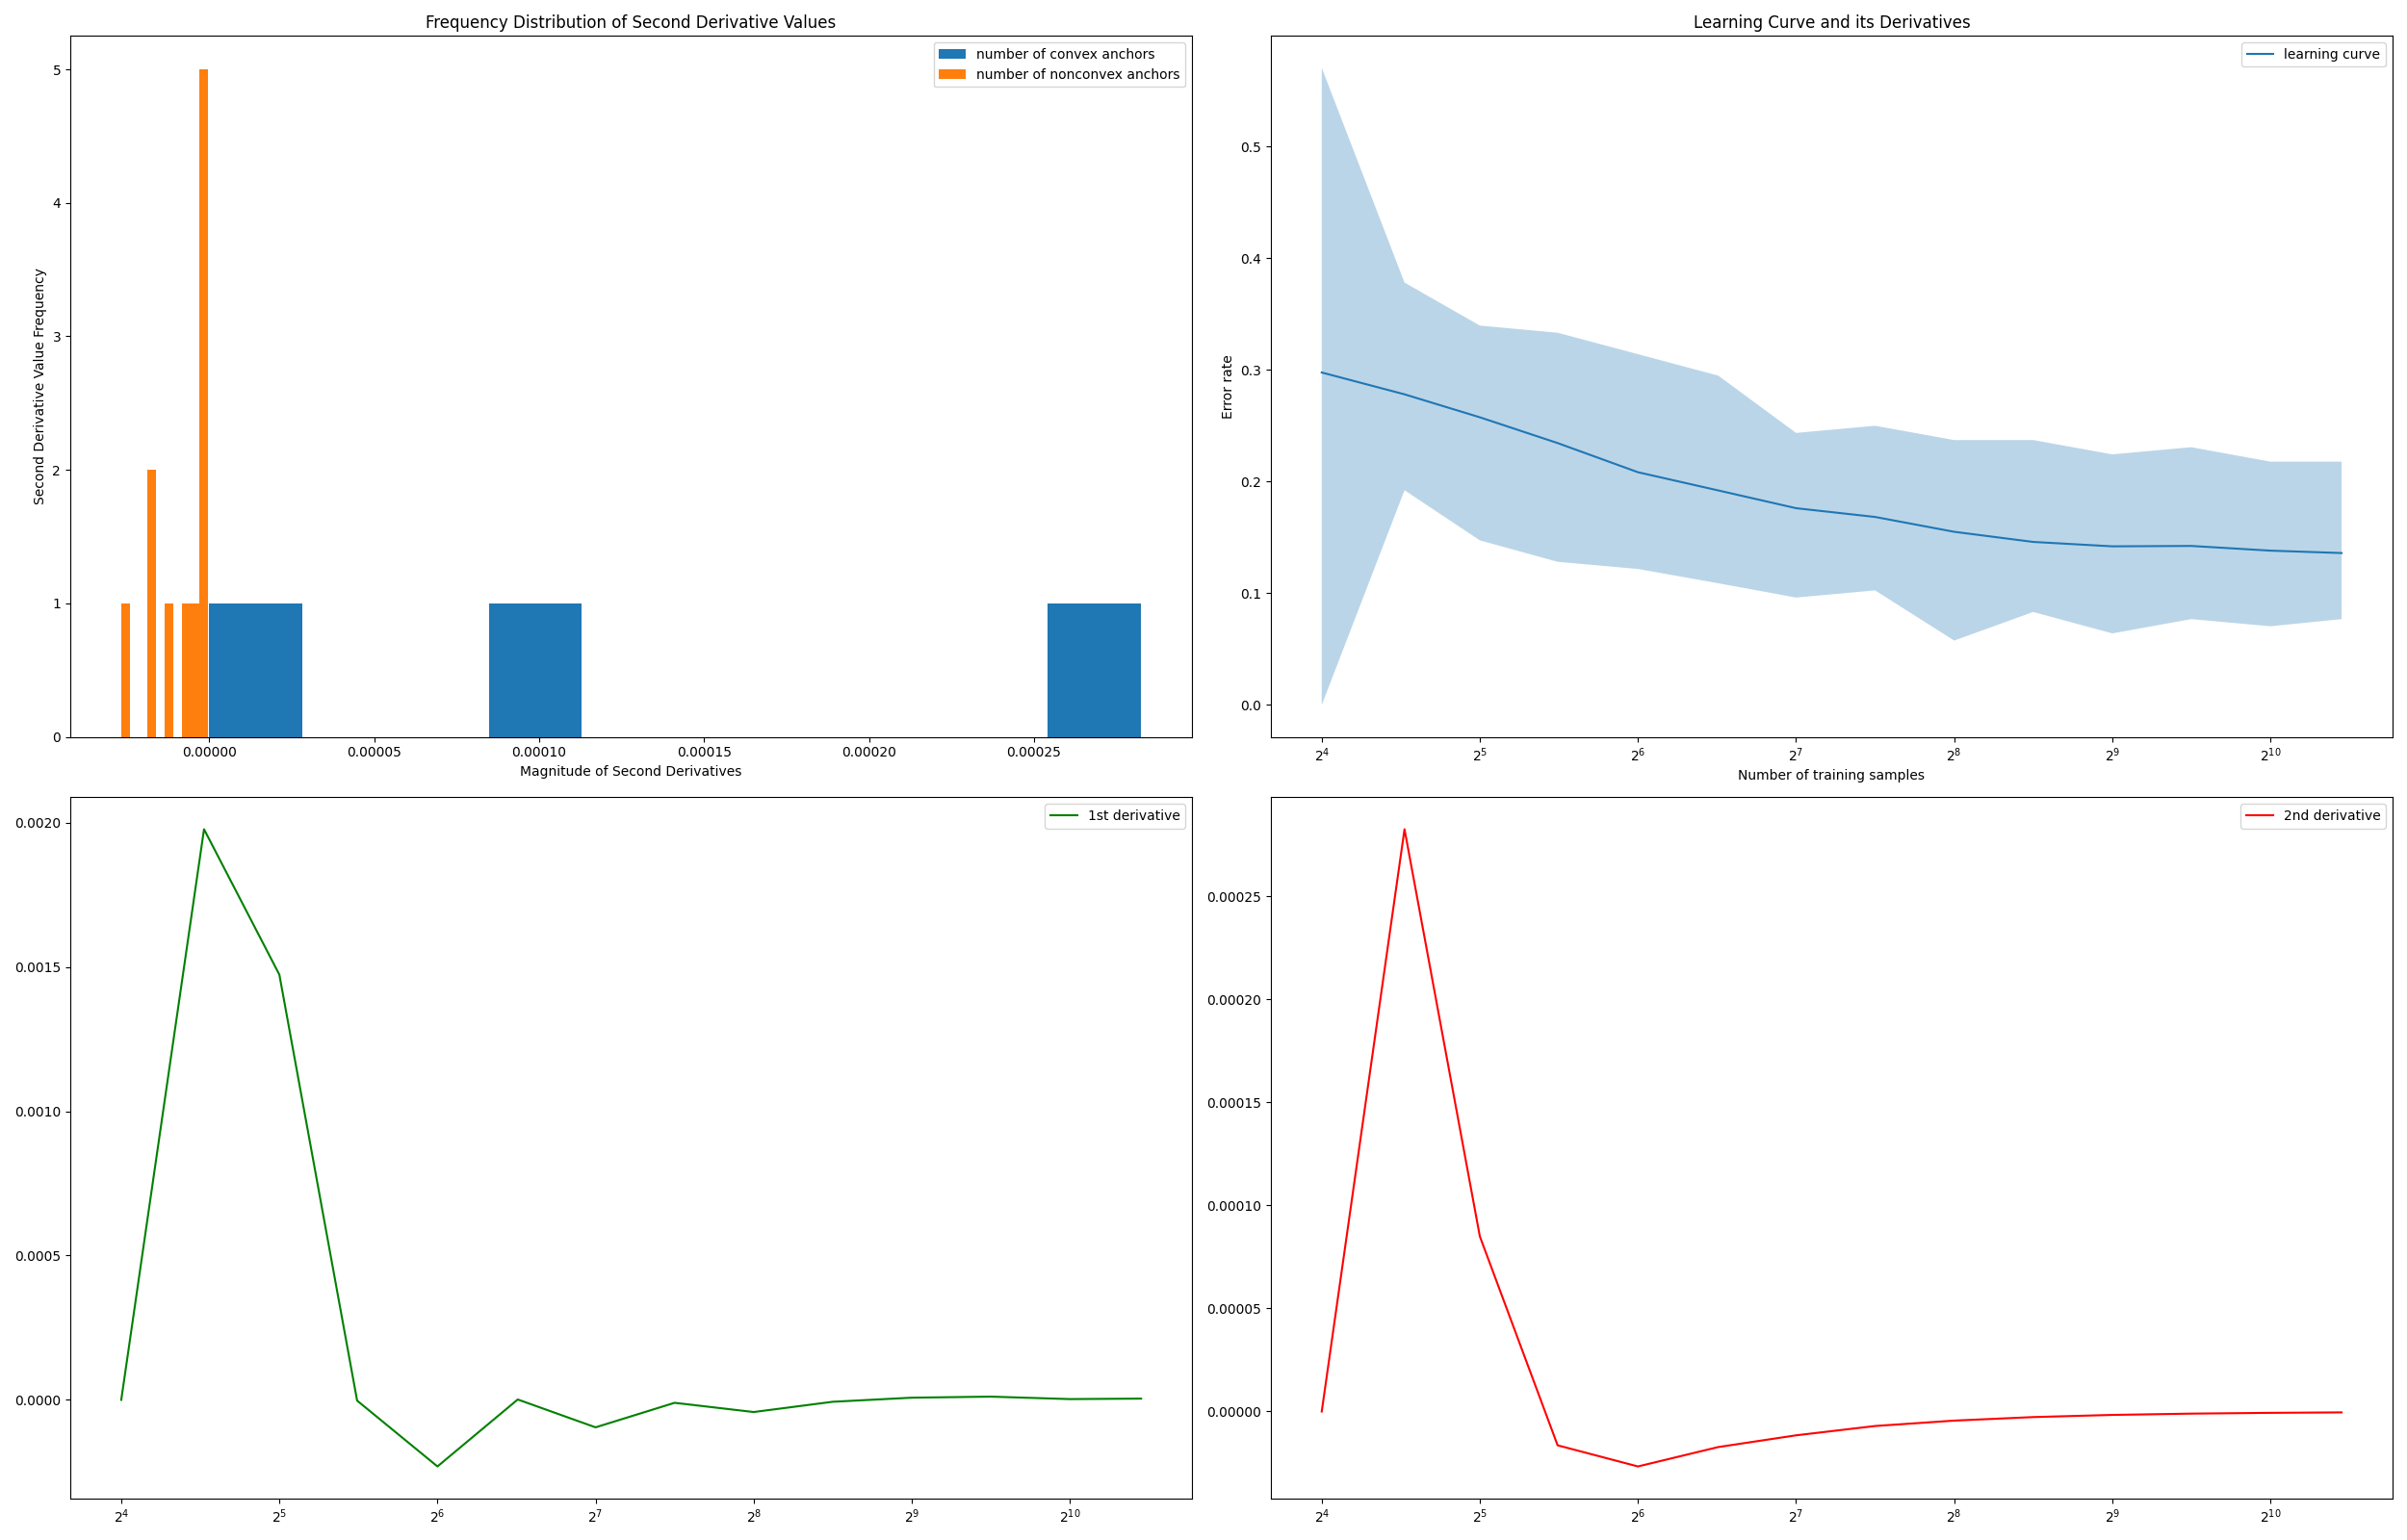 Frequency Distribution of Second Derivative Values
number of convex anchors
number of nonconvex anchors
5
4
3
2
1
0
Second Derivative Value Frequency
0.00000 0.00005 0.00010 0.00015 0.00020 0.00025
Magnitude of Second Derivatives
Learning Curve and its Derivatives
learning curve
0.5
0.4
0.3
0.2
0.1
0.0
Error rate
2^4 2^5 2^6 2^7 2^8 2^9 2^10
Number of training samples
1st derivative
0.0020
0.0015
0.0010
0.0005
0.0000
2^4 2^5 2^6 2^7 2^8 2^9 2^10
2nd derivative
0.00025
0.00020
0.00015
0.00010
0.00005
0.00000
2^4 2^5 2^6 2^7 2^8 2^9 2^10